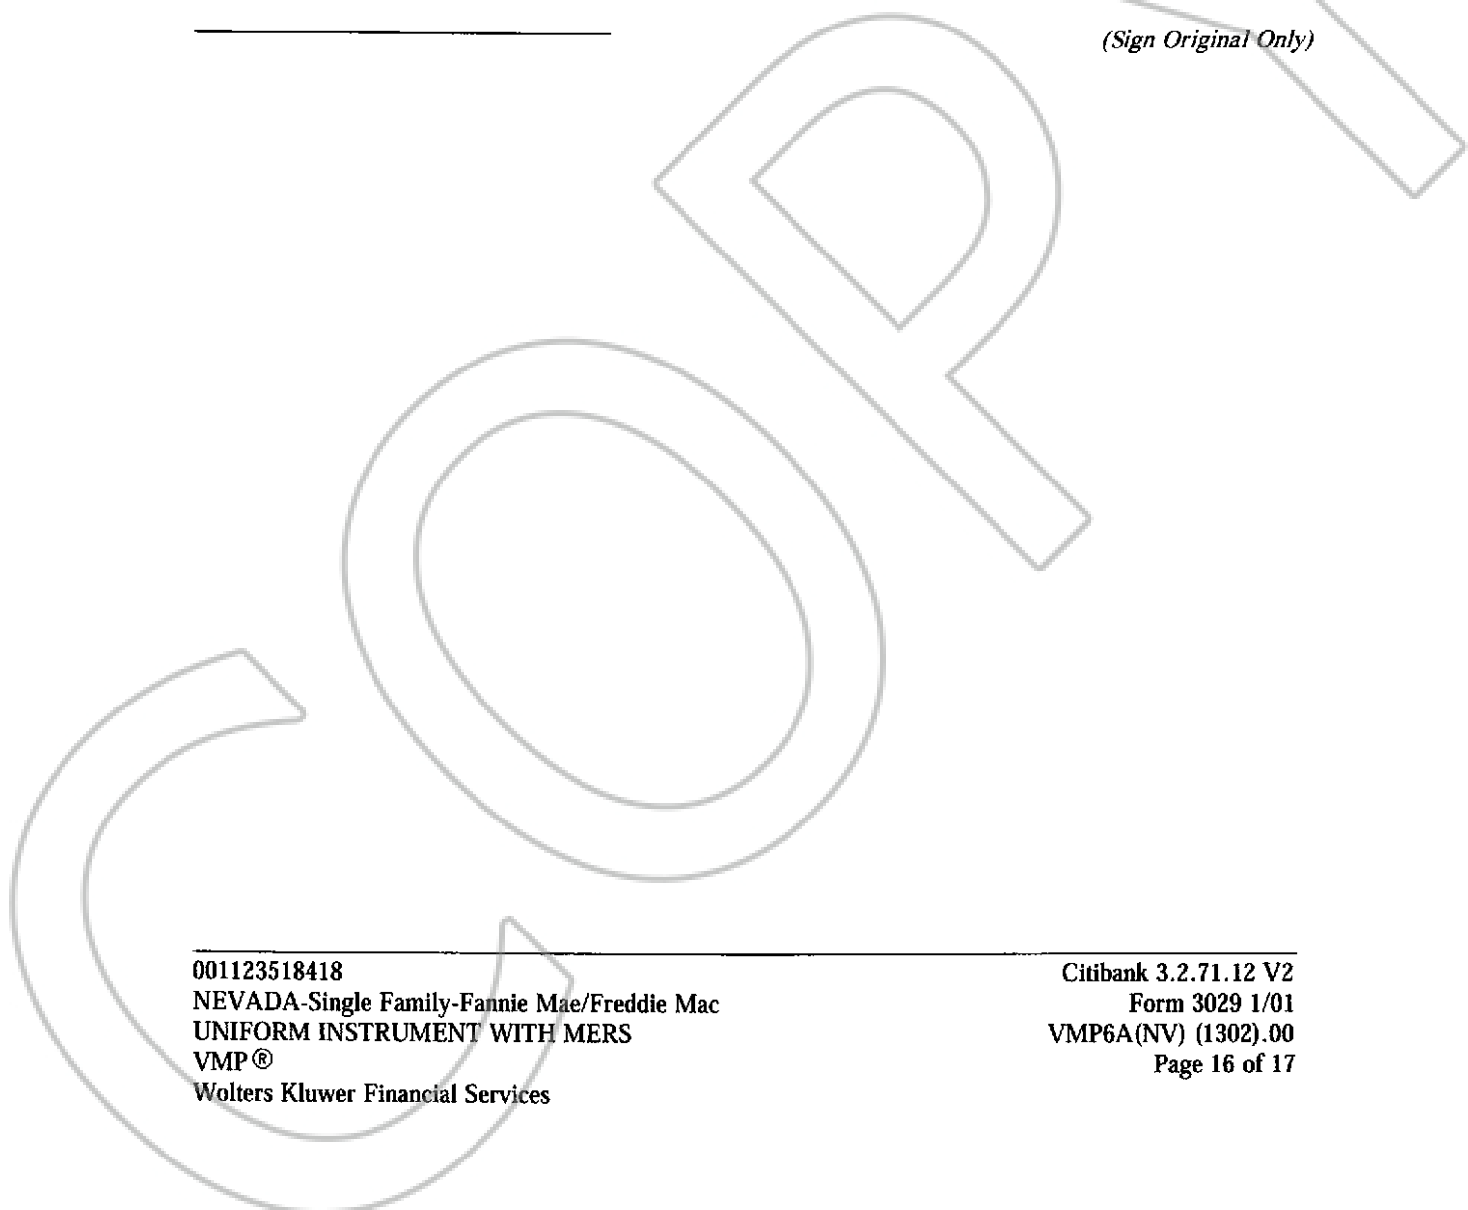 (Sign Original Only)
COPY
001123518418
NEVADA-Single Family-Fannie Mae/Freddie Mac
UNIFORM INSTRUMENT WITH MERS
VMP®
Wolters Kluwer Financial Services
Citibank 3.2.71.12 V2
Form 3029 1/01
VMP6A(NV) (1302).00
Page 16 of 17